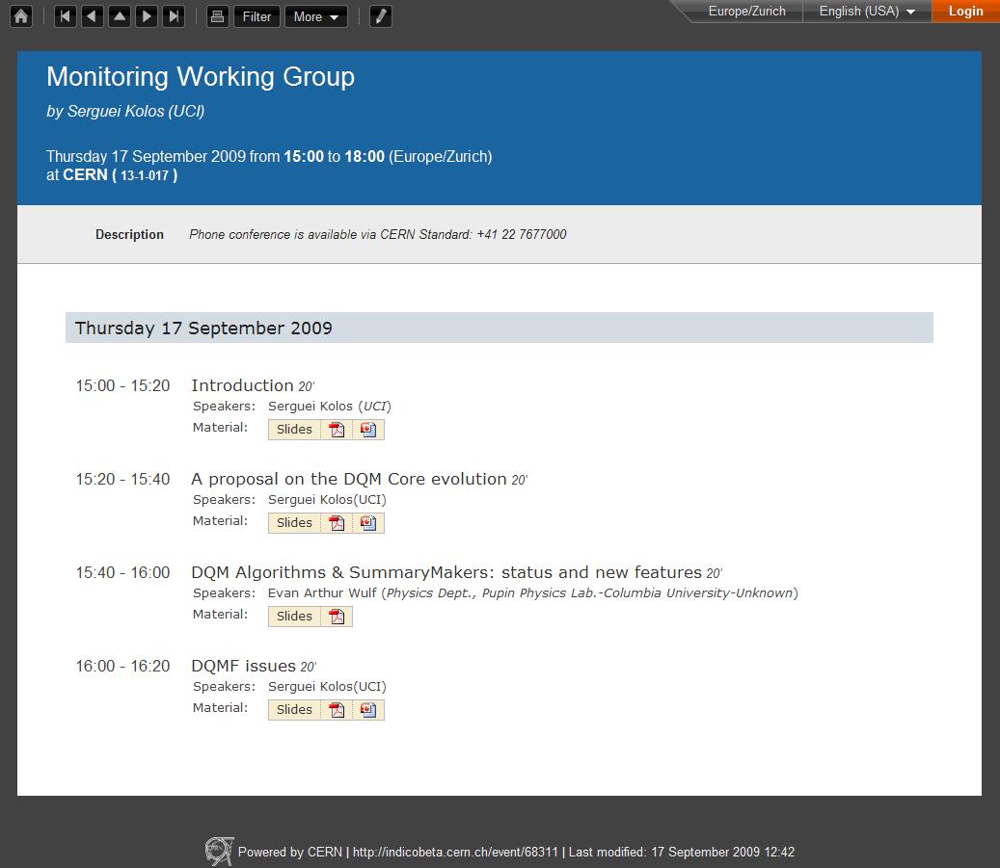 Filter More Europe/Zurich English (USA) Login
Monitoring Working Group
by Serguei Kolos (UCI)
Thursday 17 September 2009 from 15:00 to 18:00 (Europe/Zurich)
at CERN ( 13-1-017 )
Description Phone conference is available via CERN Standard: +41 22 7677000
Thursday 17 September 2009
15:00 - 15:20 Introduction 20'
Speakers: Serguei Kolos (UCI)
Material: Slides
15:20 - 15:40 A proposal on the DQM Core evolution 20'
Speakers: Serguei Kolos(UCI)
Material: Slides
15:40 - 16:00 DQM Algorithms & SummaryMakers: status and new features 20'
Speakers: Evan Arthur Wulf (Physics Dept., Pupin Physics Lab.-Columbia University-Unknown)
Material: Slides
16:00 - 16:20 DQMF issues 20'
Speakers: Serguei Kolos(UCI)
Material: Slides
Powered by CERN | http://indicobeta.cern.ch/event/68311 | Last modified: 17 September 2009 12:42